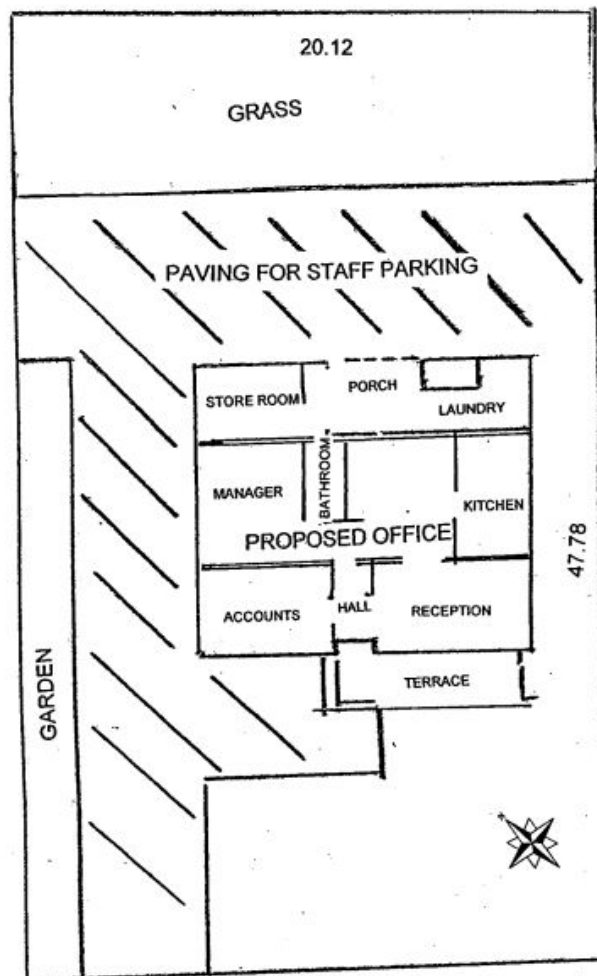 20.12
GRASS
PAVING FOR STAFF PARKING
STORE ROOM
PORCH
LAUNDRY
MANAGER
BATHROOM
KITCHEN
PROPOSED OFFICE
47.78
ACCOUNTS
HALL
RECEPTION
GARDEN
TERRACE